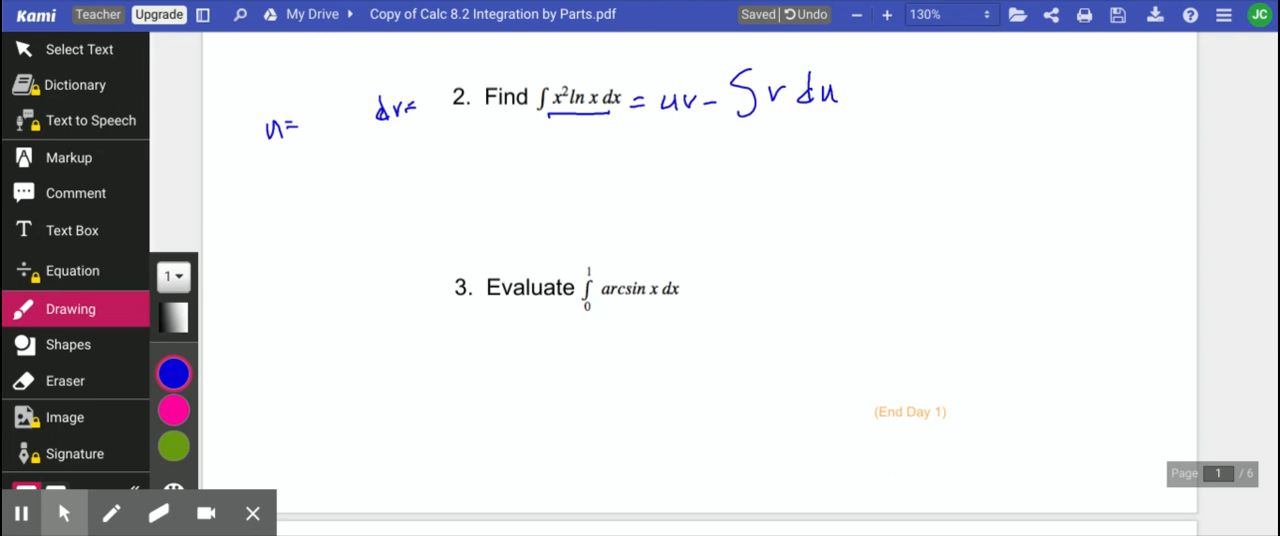 Kami Teacher Upgrade My Drive Copy of Calc 8.2 Integration by Parts.pdf Saved Undo 130% JC
Select Text
Dictionary
Text to Speech
Markup
Comment
Text Box
Equation
Drawing
Shapes
Eraser
Image
Signature
1
u=
dv=
2. Find ∫ x²ln x dx = uv - ∫ v du
3. Evaluate ∫₀¹ arcsin x dx
(End Day 1)
Page 1 / 6